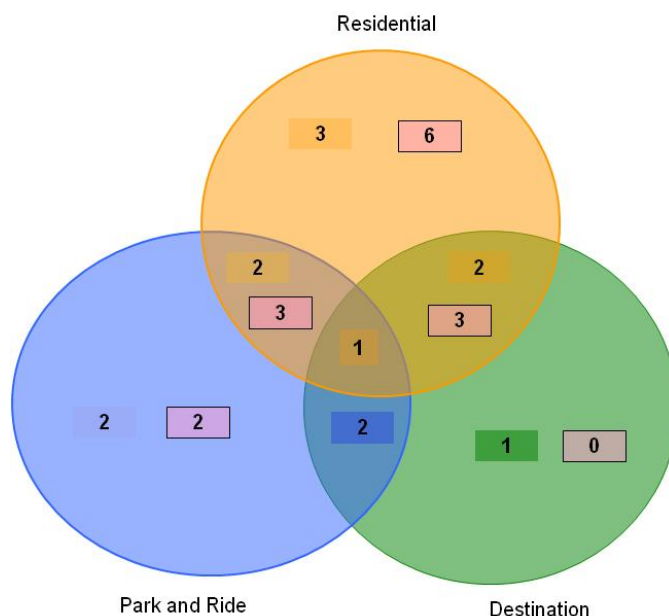 Residential
3 6
2 2
3 3
1
2 2 2 1 0
Park and Ride Destination